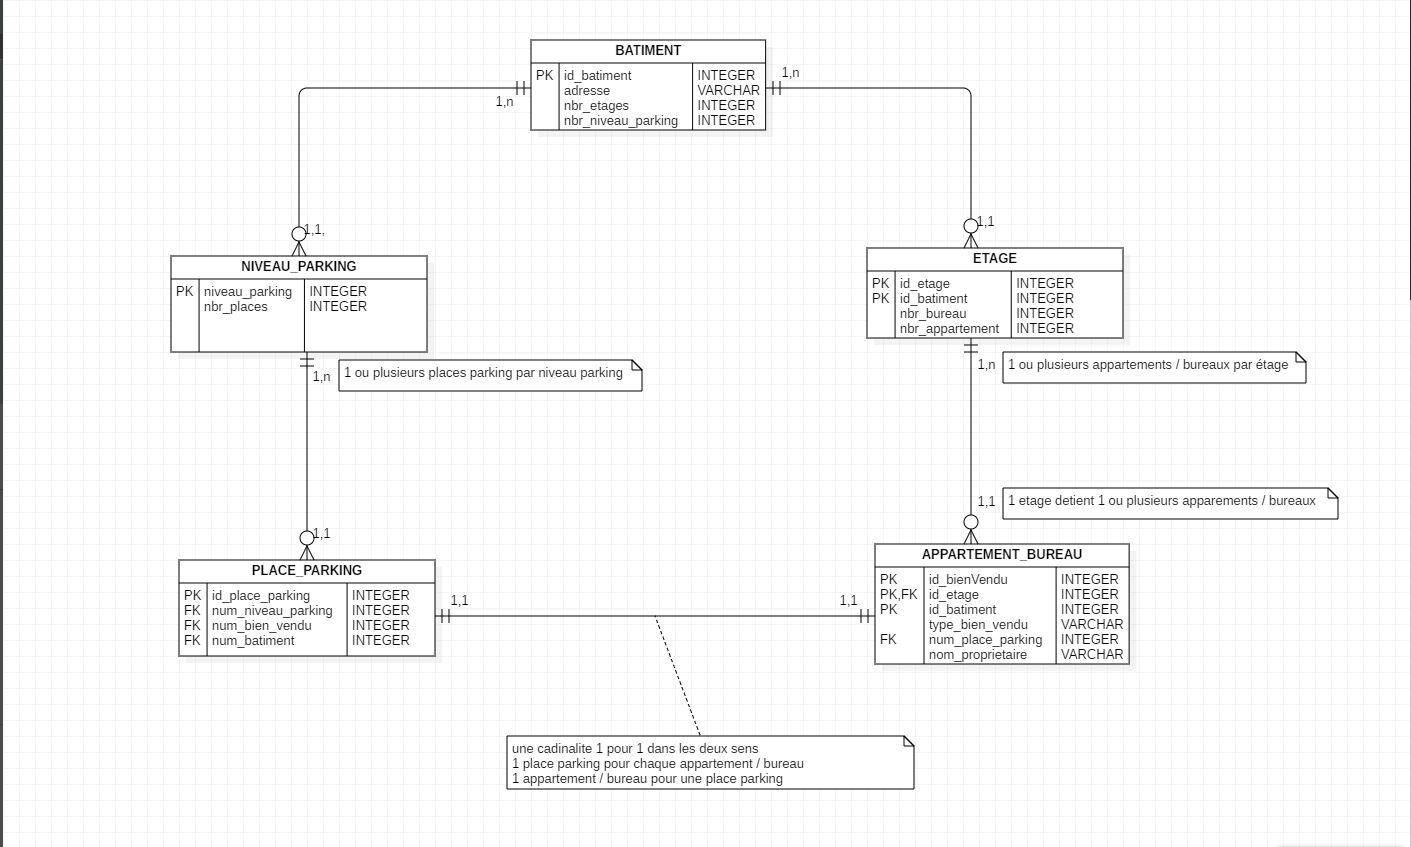 BATIMENT
PK id_batiment INTEGER
adresse VARCHAR
nbr_etages INTEGER
nbr_niveau_parking INTEGER
1,n
1,n
1,1,
1,1
NIVEAU_PARKING
PK niveau_parking INTEGER
nbr_places INTEGER
ETAGE
PK id_etage INTEGER
PK id_batiment INTEGER
nbr_bureau INTEGER
nbr_appartement INTEGER
1,n
1 ou plusieurs places parking par niveau parking
1,n
1 ou plusieurs appartements / bureaux par étage
1,1
1 etage detient 1 ou plusieurs apparements / bureaux
1,1
PLACE_PARKING
PK id_place_parking INTEGER
FK num_niveau_parking INTEGER
FK num_bien_vendu INTEGER
FK num_batiment INTEGER
1,1
1,1
APPARTEMENT_BUREAU
PK id_bienVendu INTEGER
PK,FK id_etage INTEGER
PK id_batiment INTEGER
type_bien_vendu VARCHAR
FK num_place_parking INTEGER
nom_proprietaire VARCHAR
une cadinalite 1 pour 1 dans les deux sens
1 place parking pour chaque appartement / bureau
1 appartement / bureau pour une place parking